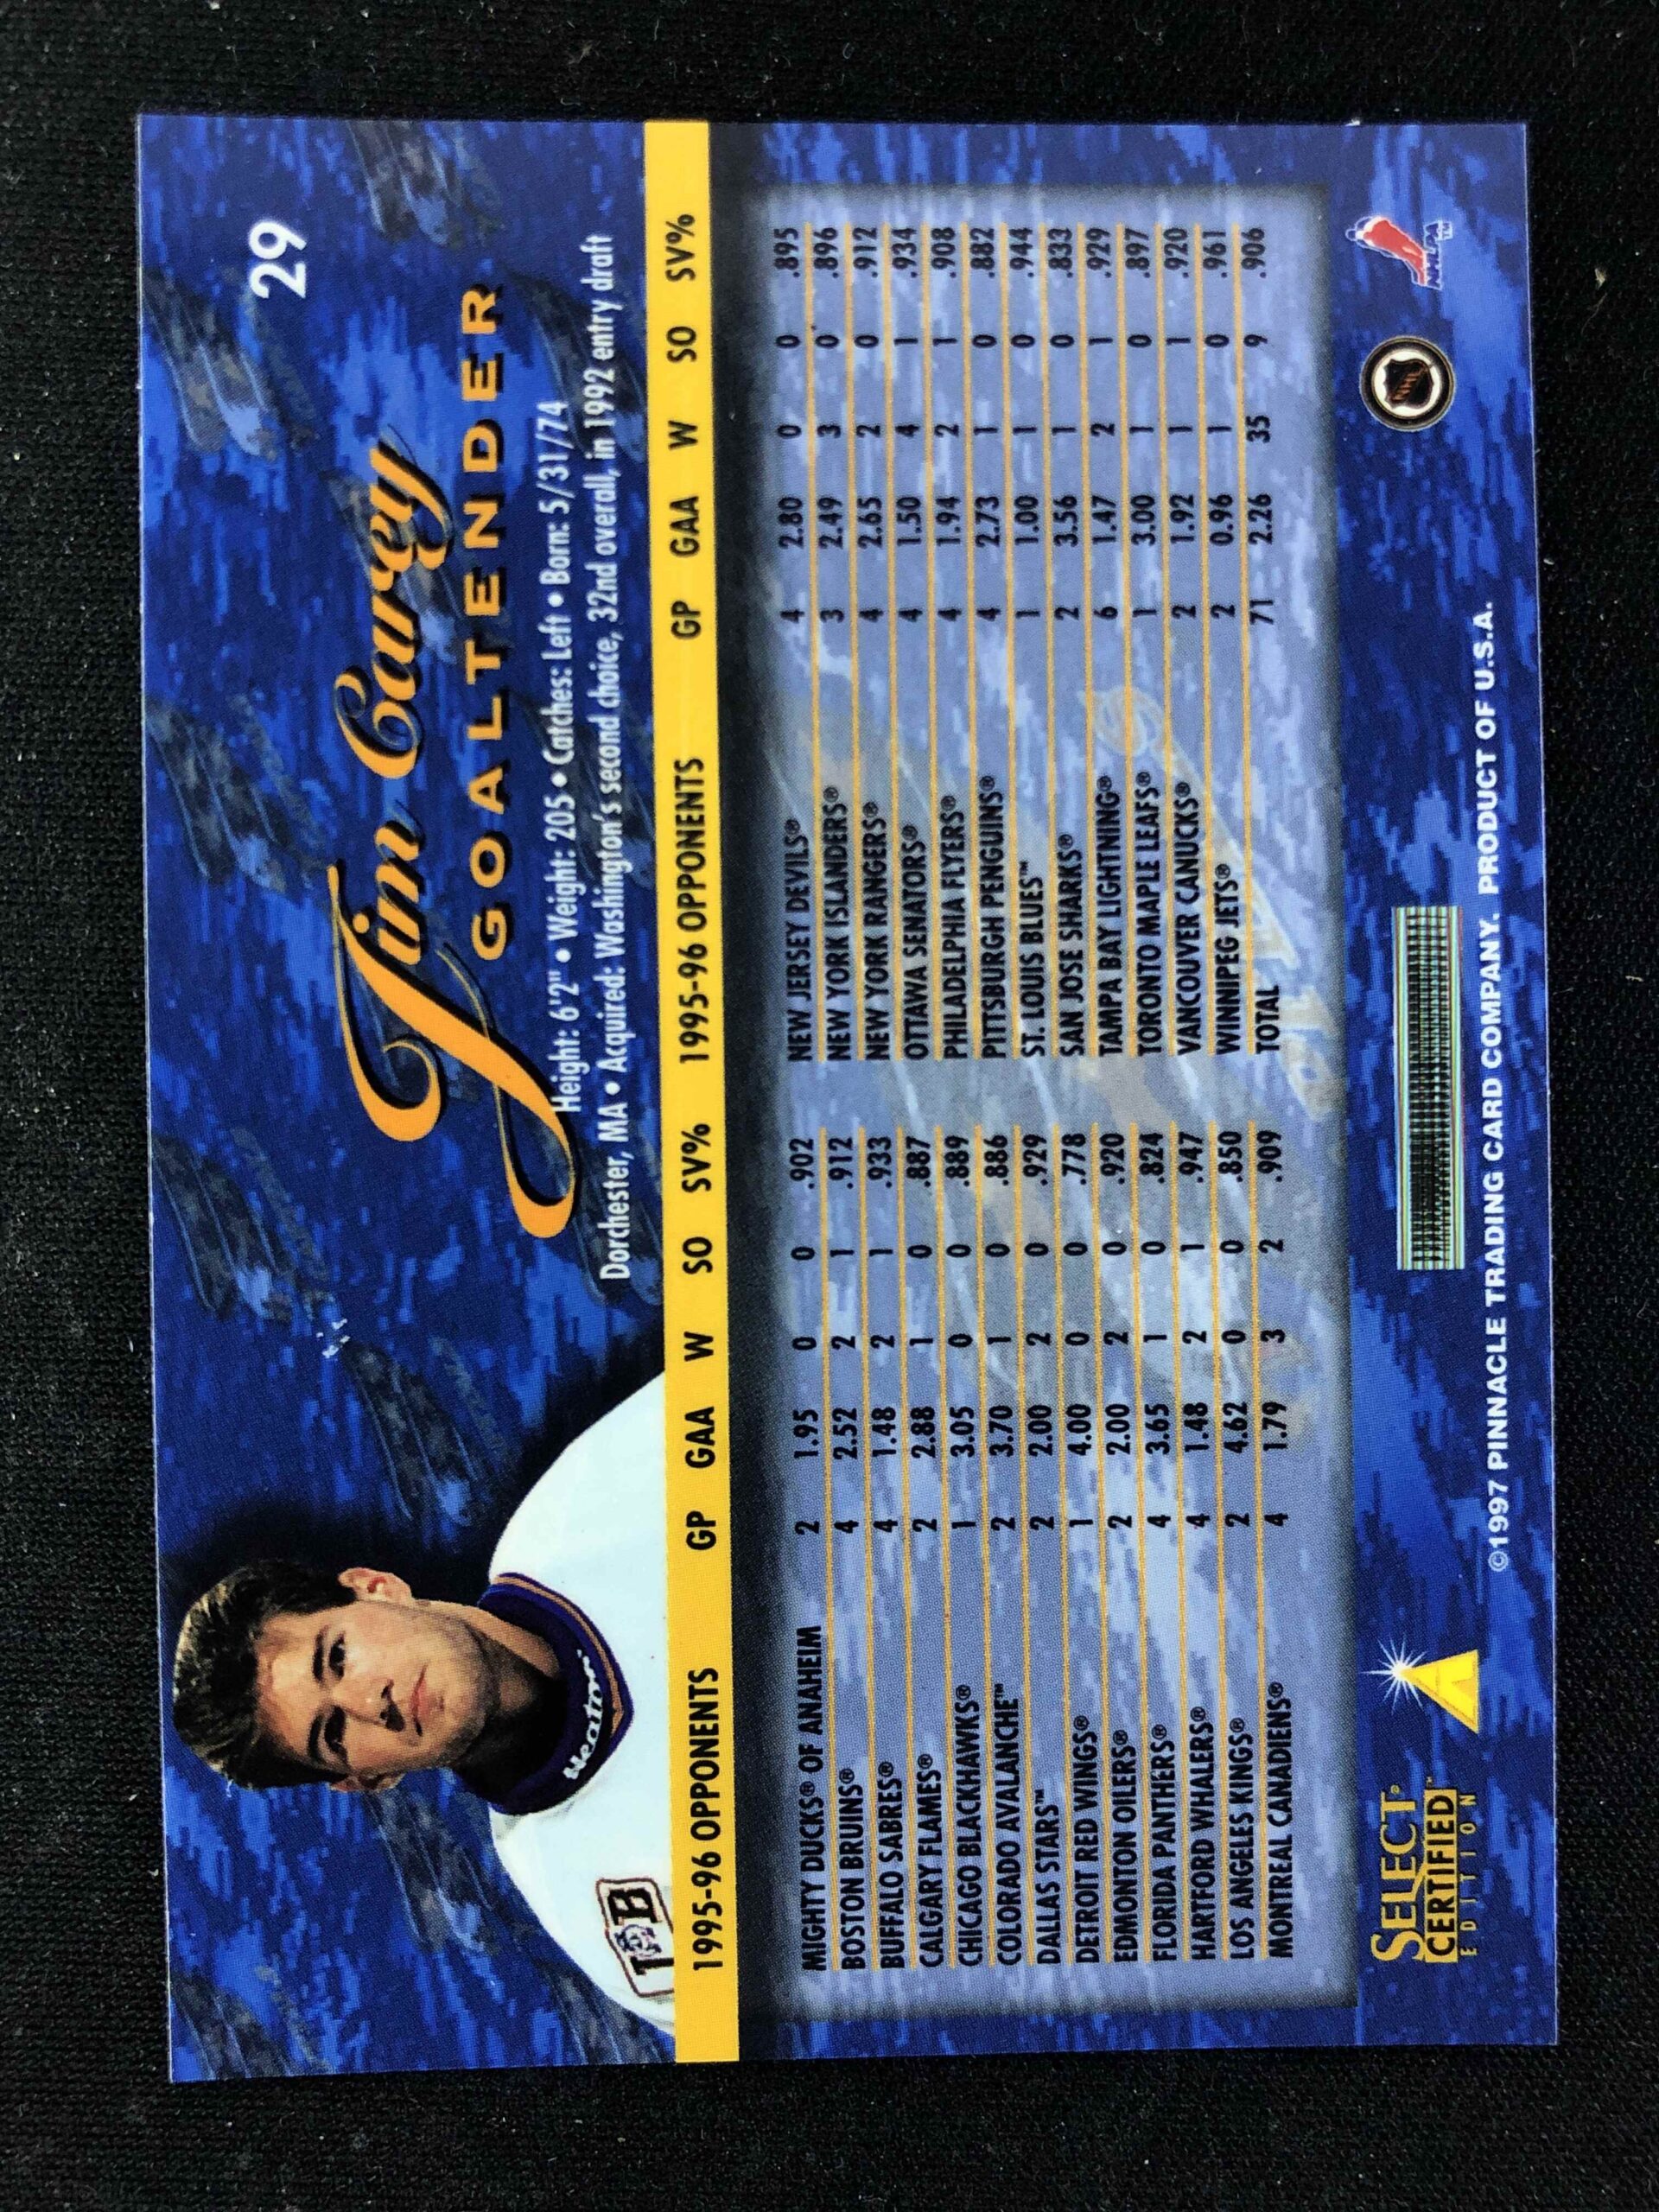 29
Jim Carey
GOALTENDER
Height: 6'2" • Weight: 205 • Catches: Left • Born: 5/31/74
Dorchester, MA • Acquired: Washington's second choice, 32nd overall, in 1992 entry draft
1995-96 OPPONENTS GP GAA W SO SV% 1995-96 OPPONENTS GP GAA W SO SV%
MIGHTY DUCKS® OF ANAHEIM 2 1.95 0 0 .902 NEW JERSEY DEVILS® 4 2.80 0 0 .895
BOSTON BRUINS® 4 2.52 2 1 .912 NEW YORK ISLANDERS® 3 2.49 3 0 .896
BUFFALO SABRES® 4 1.48 2 1 .933 NEW YORK RANGERS® 4 2.65 2 0 .912
CALGARY FLAMES® 2 2.88 1 0 .887 OTTAWA SENATORS® 4 1.50 4 1 .934
CHICAGO BLACKHAWKS® 1 3.05 0 0 .889 PHILADELPHIA FLYERS® 4 1.94 2 1 .908
COLORADO AVALANCHE™ 2 3.70 1 0 .886 PITTSBURGH PENGUINS® 4 2.73 1 0 .882
DALLAS STARS™ 2 2.00 2 0 .929 ST. LOUIS BLUES™ 1 1.00 1 0 .944
DETROIT RED WINGS® 1 4.00 0 0 .778 SAN JOSE SHARKS® 2 3.56 1 0 .833
EDMONTON OILERS® 2 2.00 2 0 .920 TAMPA BAY LIGHTNING® 6 1.47 2 1 .929
FLORIDA PANTHERS® 4 3.65 1 0 .824 TORONTO MAPLE LEAFS® 1 3.00 1 0 .897
HARTFORD WHALERS® 4 1.48 2 1 .947 VANCOUVER CANUCKS® 2 1.92 1 1 .920
LOS ANGELES KINGS® 2 4.62 0 0 .850 WINNIPEG JETS® 2 0.96 1 0 .961
MONTREAL CANADIENS® 4 1.79 3 2 .909 TOTAL 71 2.26 35 9 .906
SELECT®
CERTIFIED™
EDITION
©1997 PINNACLE TRADING CARD COMPANY. PRODUCT OF U.S.A.
NHL
NHLPA
TM